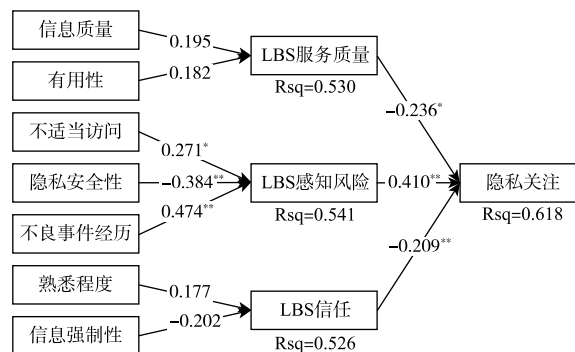 信息质量
0.195
有用性
0.182
LBS服务质量
Rsq=0.530
−0.236*
不适当访问
0.271*
隐私安全性
−0.384**
不良事件经历
0.474**
LBS感知风险
Rsq=0.541
0.410**
隐私关注
Rsq=0.618
−0.209**
熟悉程度
0.177
信息强制性
−0.202
LBS信任
Rsq=0.526